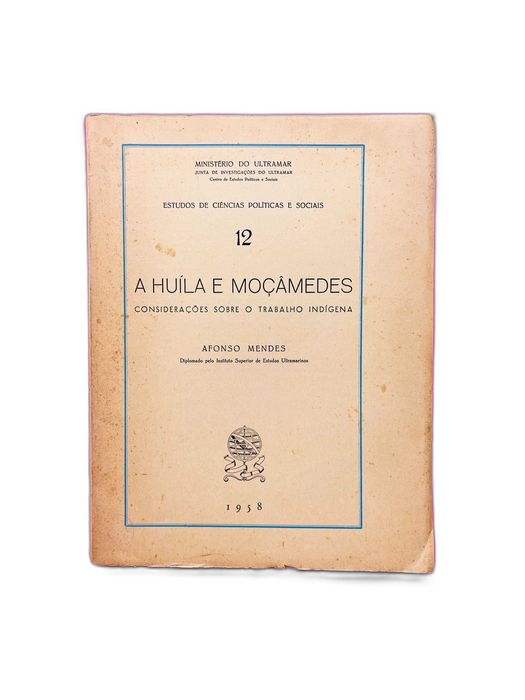 MINISTÉRIO DO ULTRAMAR
JUNTA DE INVESTIGAÇÕES DO ULTRAMAR
Centro de Estudos Políticos e Sociais
ESTUDOS DE CIÊNCIAS POLÍTICAS E SOCIAIS
12
A HUÍLA E MOÇÂMEDES
CONSIDERAÇÕES SOBRE O TRABALHO INDÍGENA
AFONSO MENDES
Diplomado pelo Instituto Superior de Estudos Ultramarinos
1958